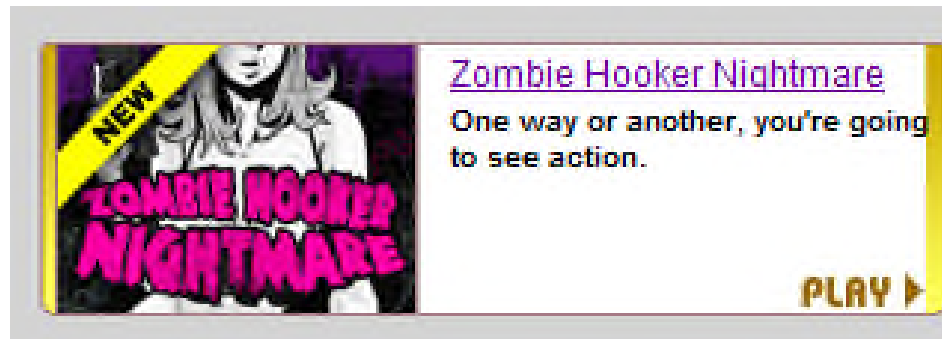 NEW
ZOMBIE HOOKER
NIGHTMARE
Zombie Hooker Nightmare
One way or another, you're going
to see action.
PLAY